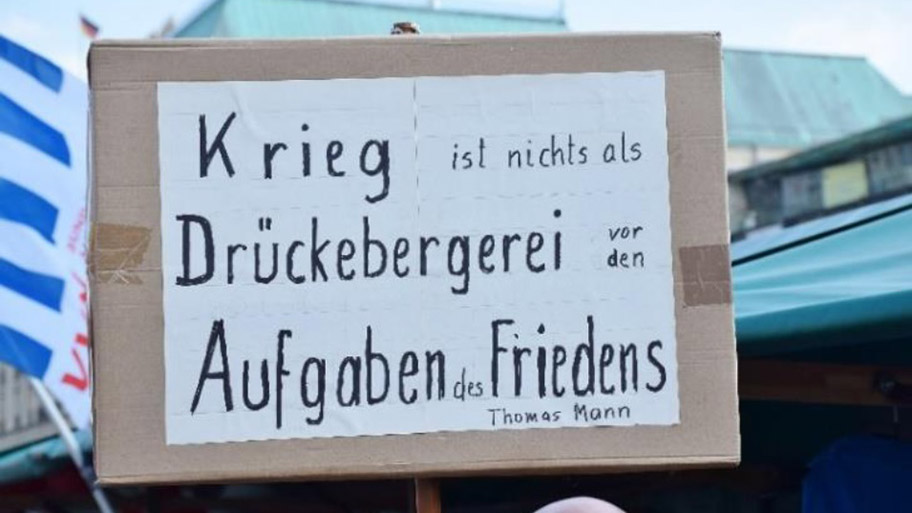 Krieg ist nichts als
Drückebergerei vor den
Aufgaben des Friedens
Thomas Mann